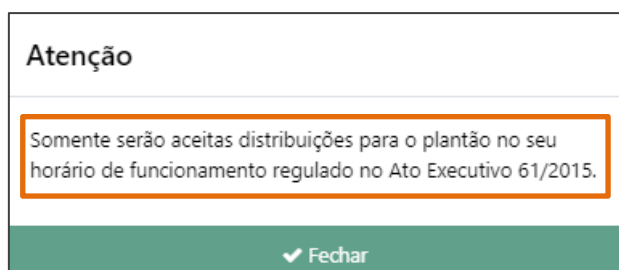 Atenção
Somente serão aceitas distribuições para o plantão no seu
horário de funcionamento regulado no Ato Executivo 61/2015.
✔ Fechar